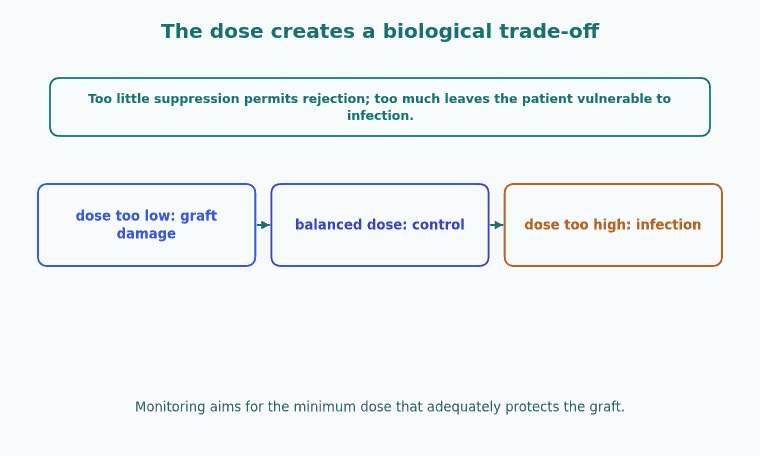 The dose creates a biological trade-off
Too little suppression permits rejection; too much leaves the patient vulnerable to
infection.
dose too low: graft
damage
balanced dose: control
dose too high: infection
Monitoring aims for the minimum dose that adequately protects the graft.